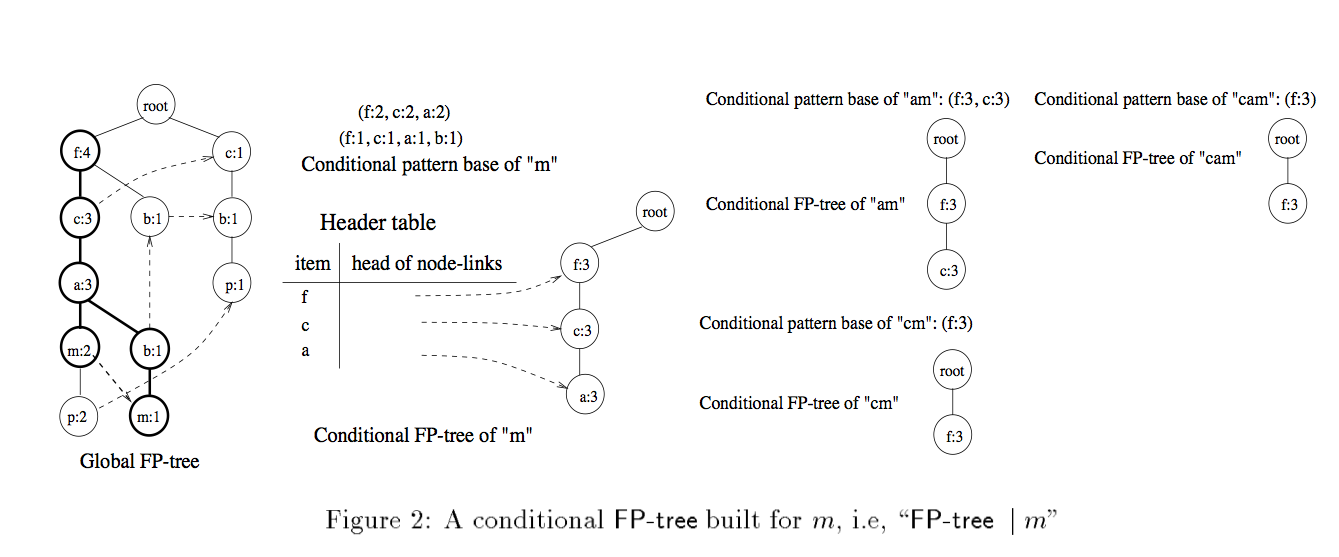 root
f:4
c:1
c:3
b:1
b:1
a:3
p:1
m:2
b:1
p:2
m:1
Global FP-tree
(f:2, c:2, a:2)
(f:1, c:1, a:1, b:1)
Conditional pattern base of "m"
Header table
item head of node-links
f
c
a
root
f:3
c:3
a:3
Conditional FP-tree of "m"
Conditional pattern base of "am": (f:3, c:3)
root
Conditional FP-tree of "am"
f:3
c:3
Conditional pattern base of "cm": (f:3)
root
Conditional FP-tree of "cm"
f:3
Conditional pattern base of "cam": (f:3)
root
Conditional FP-tree of "cam"
f:3
Figure 2: A conditional FP-tree built for m, i.e, “FP-tree | m”